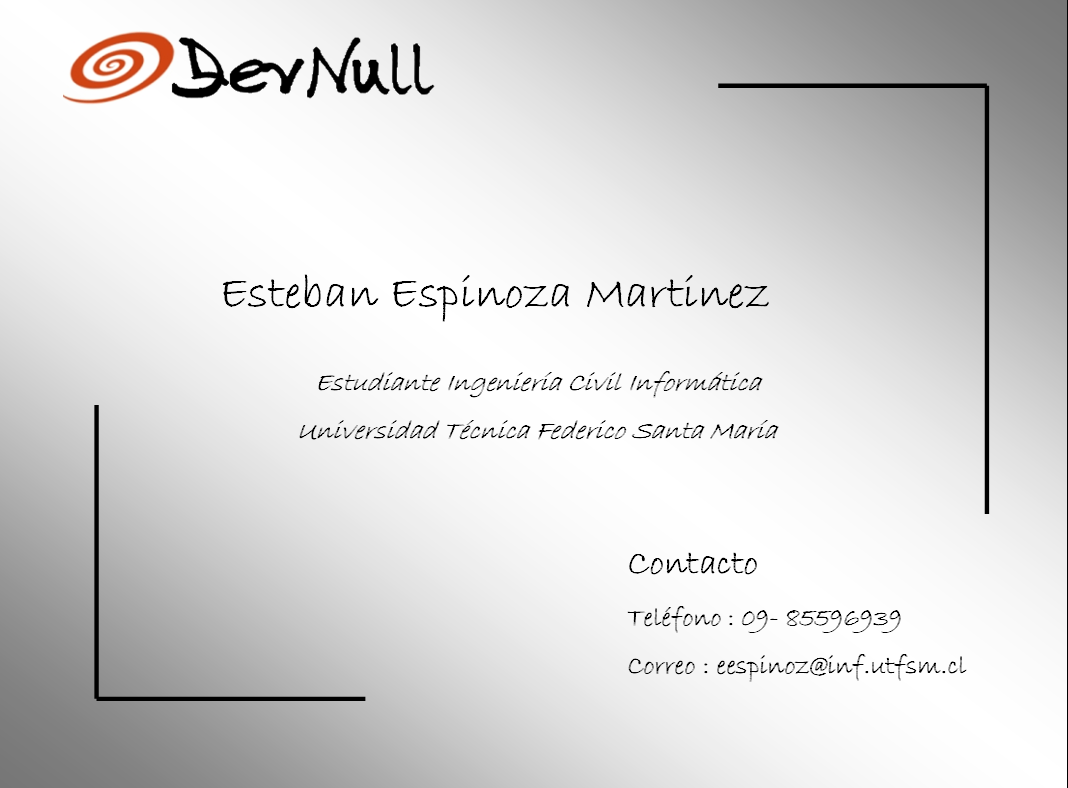 DevNull
Esteban Espinoza Martinez
Estudiante Ingeniería Civil Informática
Universidad Técnica Federico Santa María
Contacto
Teléfono : 09- 85596939
Correo : eespinoz@inf.utfsm.cl